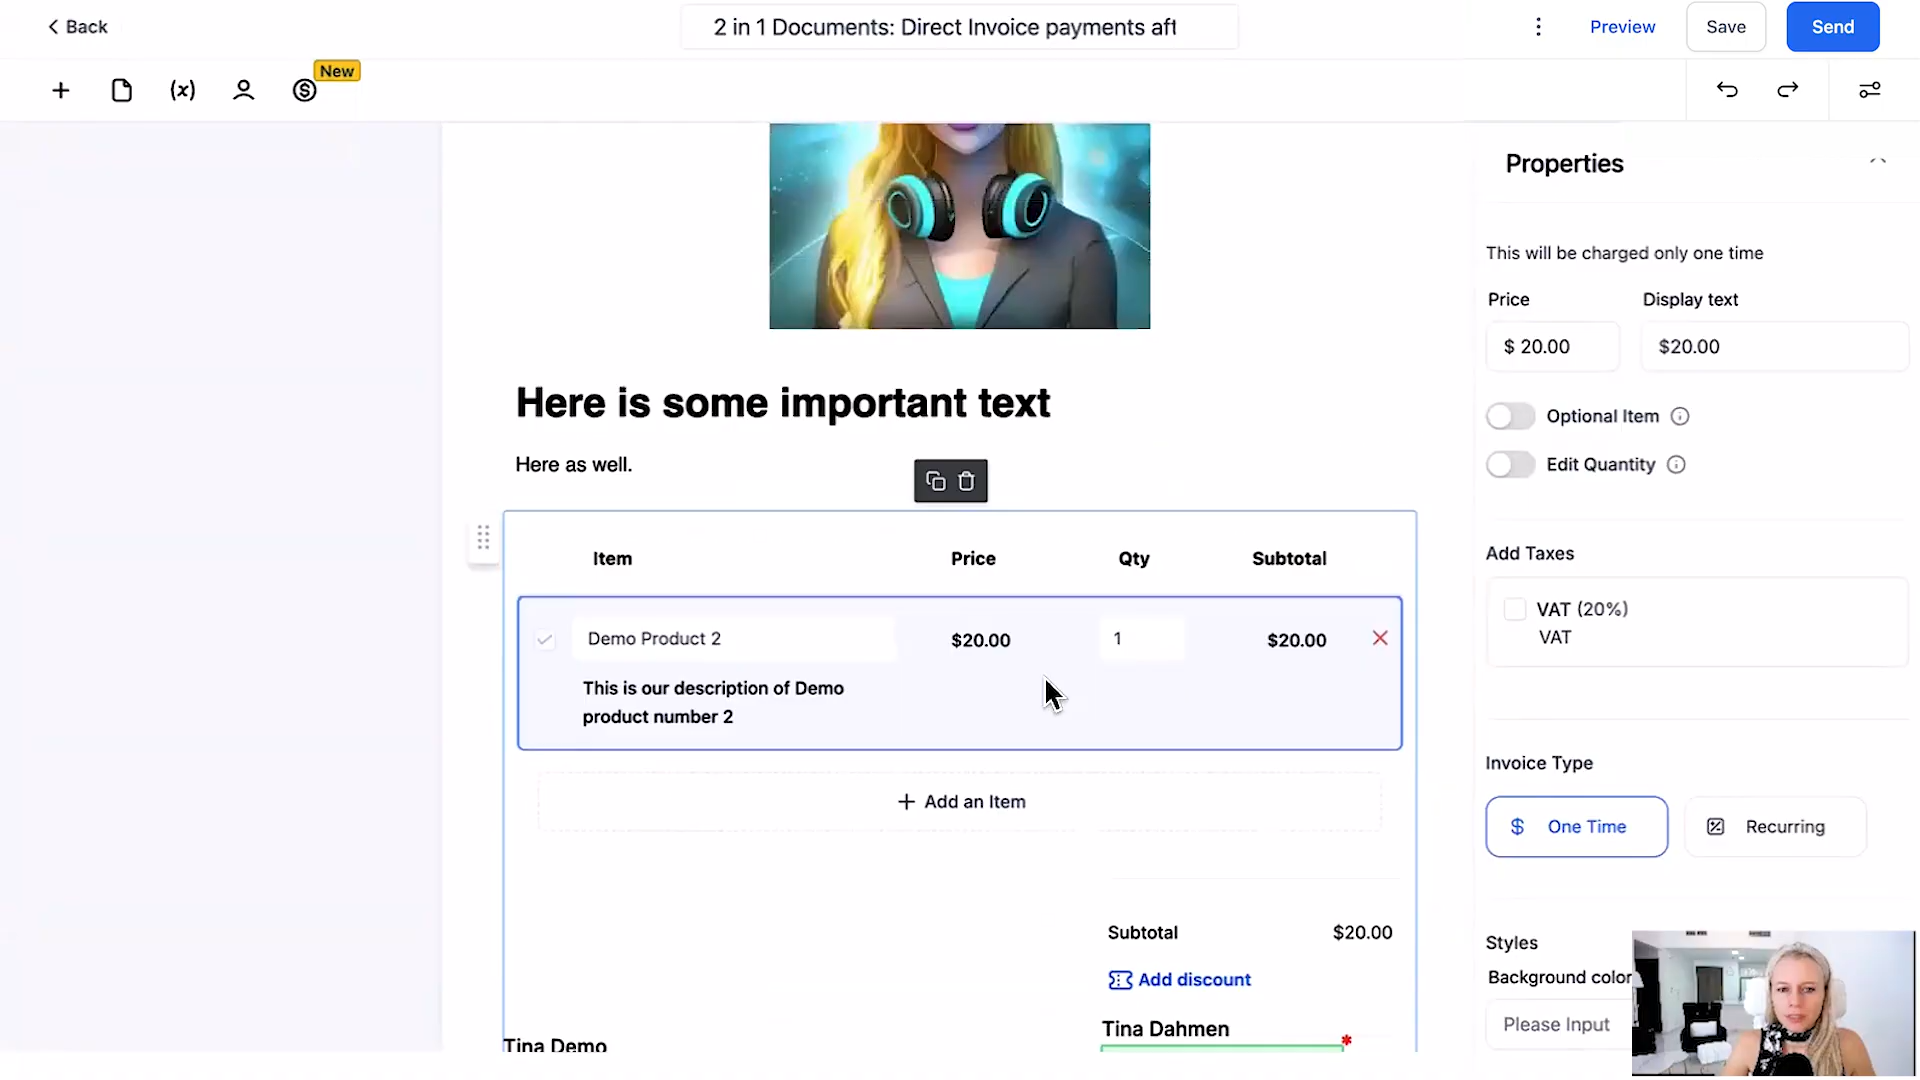 Back
2 in 1 Documents: Direct Invoice payments aft
Preview
Save
Send
New
(x)
Properties
This will be charged only one time
Price
Display text
$ 20.00
$20.00
Here is some important text
Optional Item
Here as well.
Edit Quantity
Item Price Qty Subtotal
Add Taxes
VAT (20%)
VAT
Demo Product 2 $20.00 1 $20.00
This is our description of Demo
product number 2
Invoice Type
+ Add an Item
$ One Time
Recurring
Subtotal $20.00
Styles
Add discount
Background color
Please Input
Tina Dahmen
*
Tina Demo